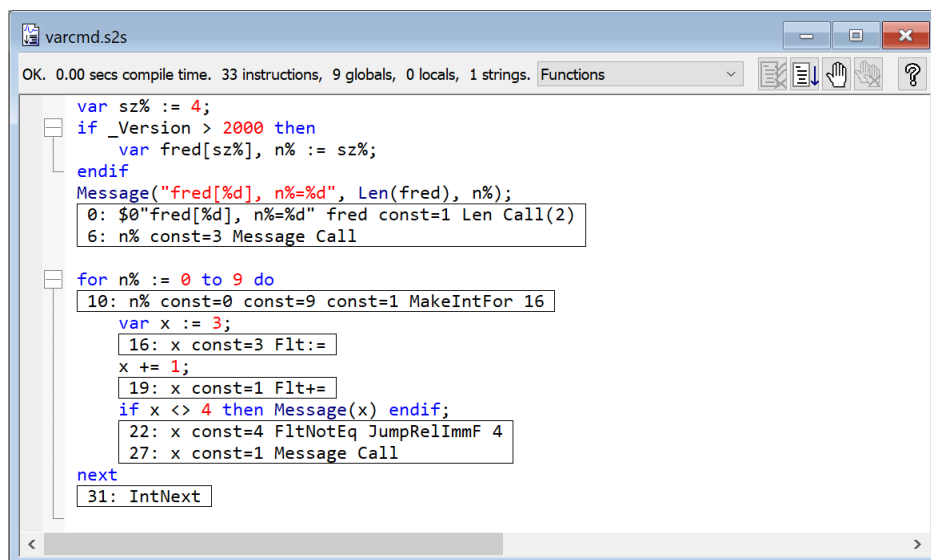 varcmd.s2s
OK. 0.00 secs compile time. 33 instructions, 9 globals, 0 locals, 1 strings. Functions
var sz% := 4;
if _Version > 2000 then
var fred[sz%], n% := sz%;
endif
Message("fred[%d], n%=%d", Len(fred), n%);
0: $0"fred[%d], n%=%d" fred const=1 Len Call(2)
6: n% const=3 Message Call
for n% := 0 to 9 do
10: n% const=0 const=9 const=1 MakeIntFor 16
var x := 3;
16: x const=3 Flt:=
x += 1;
19: x const=1 Flt+=
if x <> 4 then Message(x) endif;
22: x const=4 FltNotEq JumpRelImmF 4
27: x const=1 Message Call
next
31: IntNext